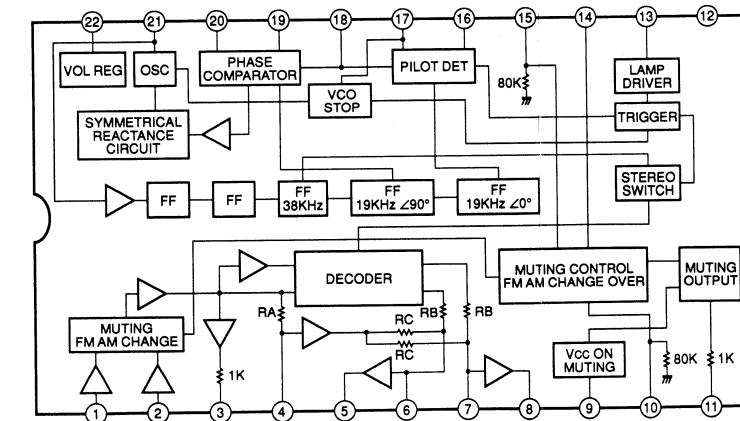 22 21 20 19 18 17 16 15 14 13 12
VOL REG
OSC
PHASE
COMPARATOR
PILOT DET
80K
LAMP
DRIVER
VCO
STOP
TRIGGER
SYMMETRICAL
REACTANCE
CIRCUIT
STEREO
SWITCH
FF
FF
FF
38KHz
FF
19KHz ∠90°
FF
19KHz ∠0°
DECODER
MUTING CONTROL
FM AM CHANGE OVER
MUTING
OUTPUT
RA
RB
RB
RC
RC
MUTING
FM AM CHANGE
1K
Vcc ON
MUTING
80K
1K
1 2 3 4 5 6 7 8 9 10 11